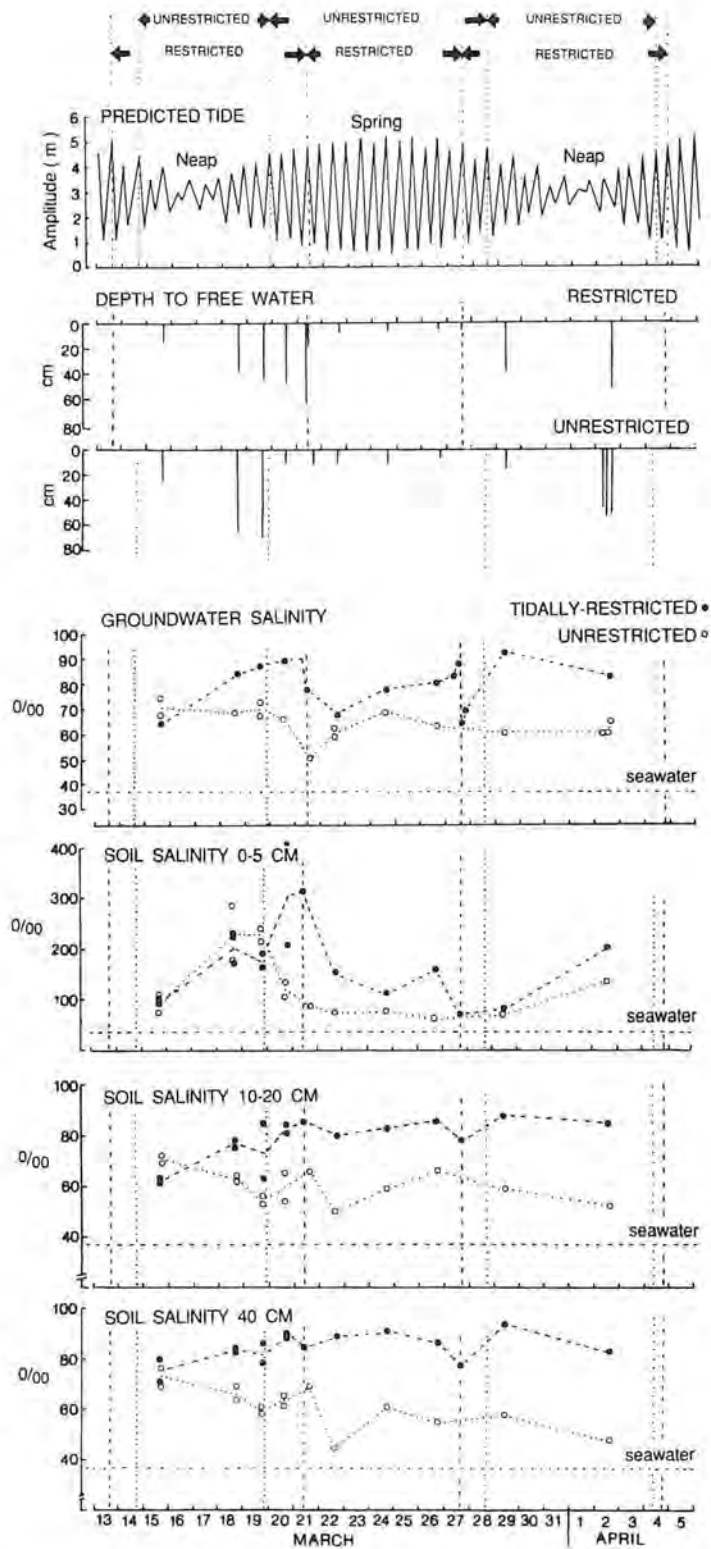 UNRESTRICTED UNRESTRICTED UNRESTRICTED
RESTRICTED RESTRICTED RESTRICTED
PREDICTED TIDE
Spring
Neap Neap
Amplitude ( m )
6
5
4
3
2
1
0
DEPTH TO FREE WATER RESTRICTED
cm
0
20
40
60
80
UNRESTRICTED
cm
0
20
40
60
80
GROUNDWATER SALINITY
TIDALLY-RESTRICTED
UNRESTRICTED
0/00
100
90
80
70
60
50
40
30
seawater
SOIL SALINITY 0-5 CM
0/00
400
300
200
100
seawater
SOIL SALINITY 10-20 CM
0/00
100
80
60
40
seawater
SOIL SALINITY 40 CM
0/00
100
80
60
40
seawater
13 14 15 16 17 18 19 20 21 22 23 24 25 26 27 28 29 30 31 1 2 3 4 5
MARCH APRIL